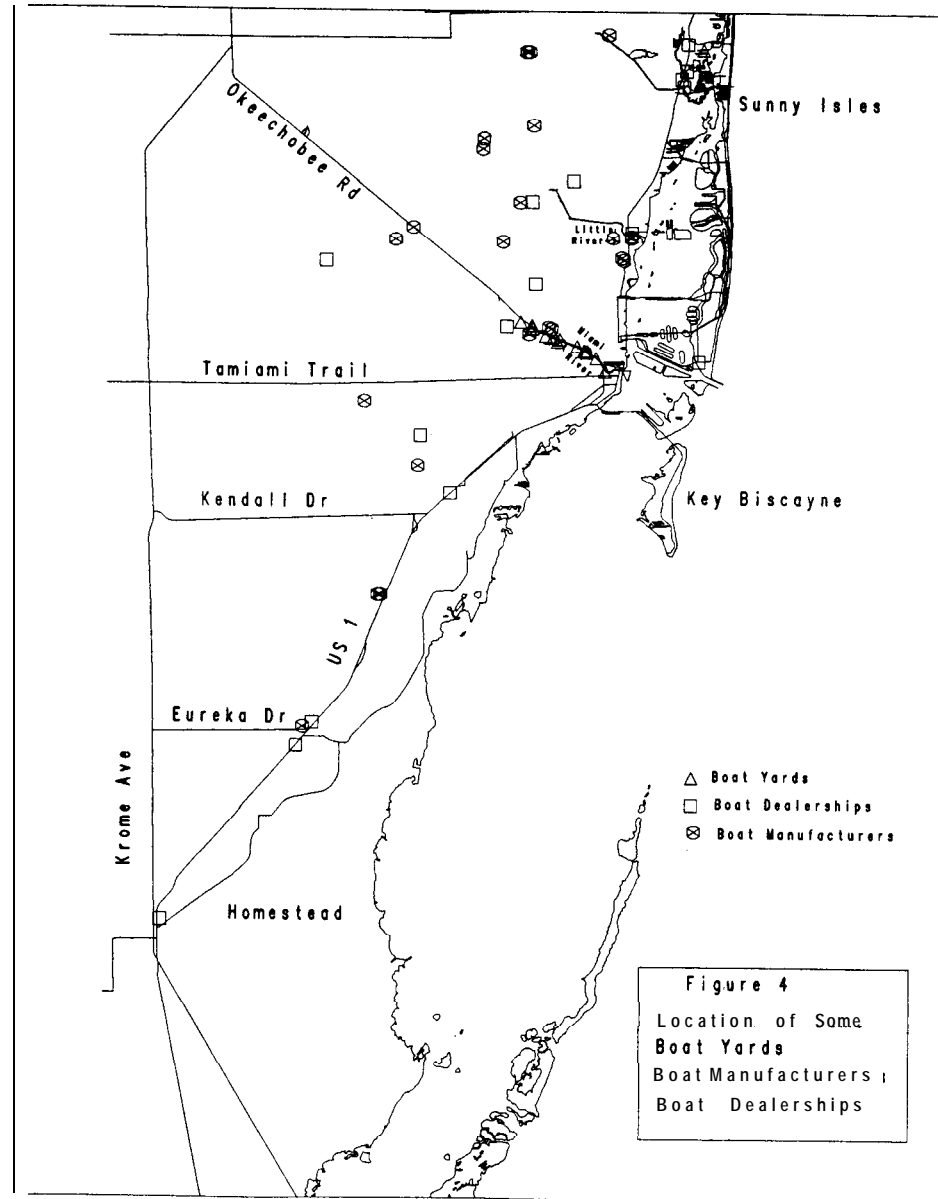 Okeechobee Rd
Sunny Isles
Little
River
Miami
River
Tamiami Trail
Kendall Dr
Key Biscayne
US 1
Eureka Dr
Krome Ave
Boat Yards
Boat Dealerships
Boat Manufacturers
Homestead
Figure 4
Location of Some
Boat Yards
Boat Manufacturers
Boat Dealerships